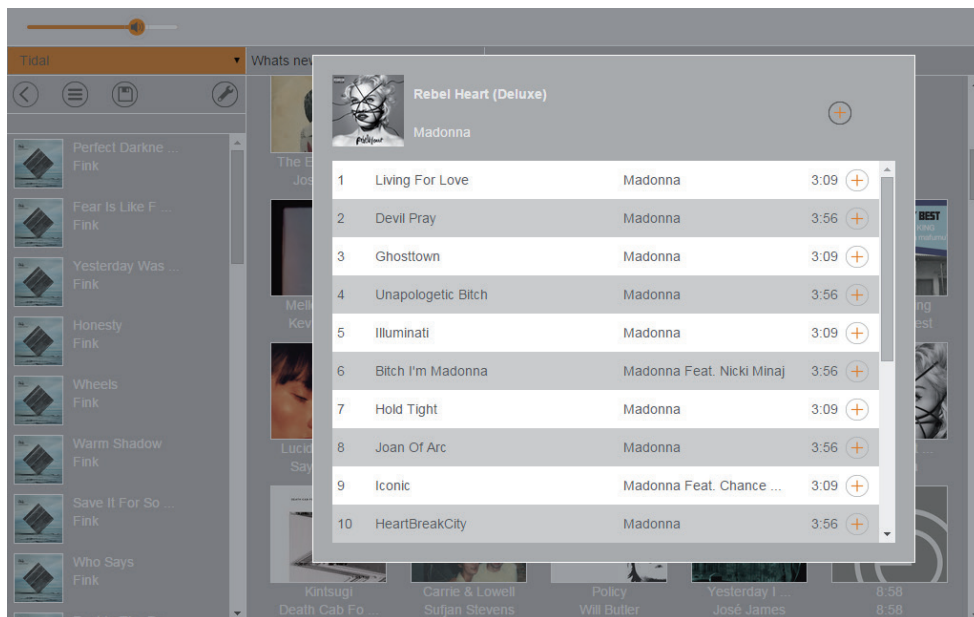 Tidal
Whats new
Perfect Darkne ...
Fink
Fear Is Like F ...
Fink
Yesterday Was ...
Fink
Honesty
Fink
Wheels
Fink
Warm Shadow
Fink
Save It For So ...
Fink
Who Says
Fink
Rebel Heart (Deluxe)
Madonna
1 Living For Love Madonna 3:09
2 Devil Pray Madonna 3:56
3 Ghosttown Madonna 3:09
4 Unapologetic Bitch Madonna 3:56
5 Illuminati Madonna 3:09
6 Bitch I'm Madonna Madonna Feat. Nicki Minaj 3:56
7 Hold Tight Madonna 3:09
8 Joan Of Arc Madonna 3:56
9 Iconic Madonna Feat. Chance ... 3:09
10 HeartBreakCity Madonna 3:56
The
Jos
BEST
KING
Kev
est
Say
Kintsugi
Death Cab Fo ...
Carrie & Lowell
Sufjan Stevens
Policy
Will Butler
Yesterday I ...
José James
8:58
8:58